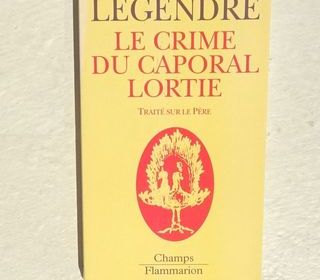 LEGENDRE
LE CRIME
DU CAPORAL
LORTIE
TRAITÉ SUR LE PÈRE
Champs
Flammarion